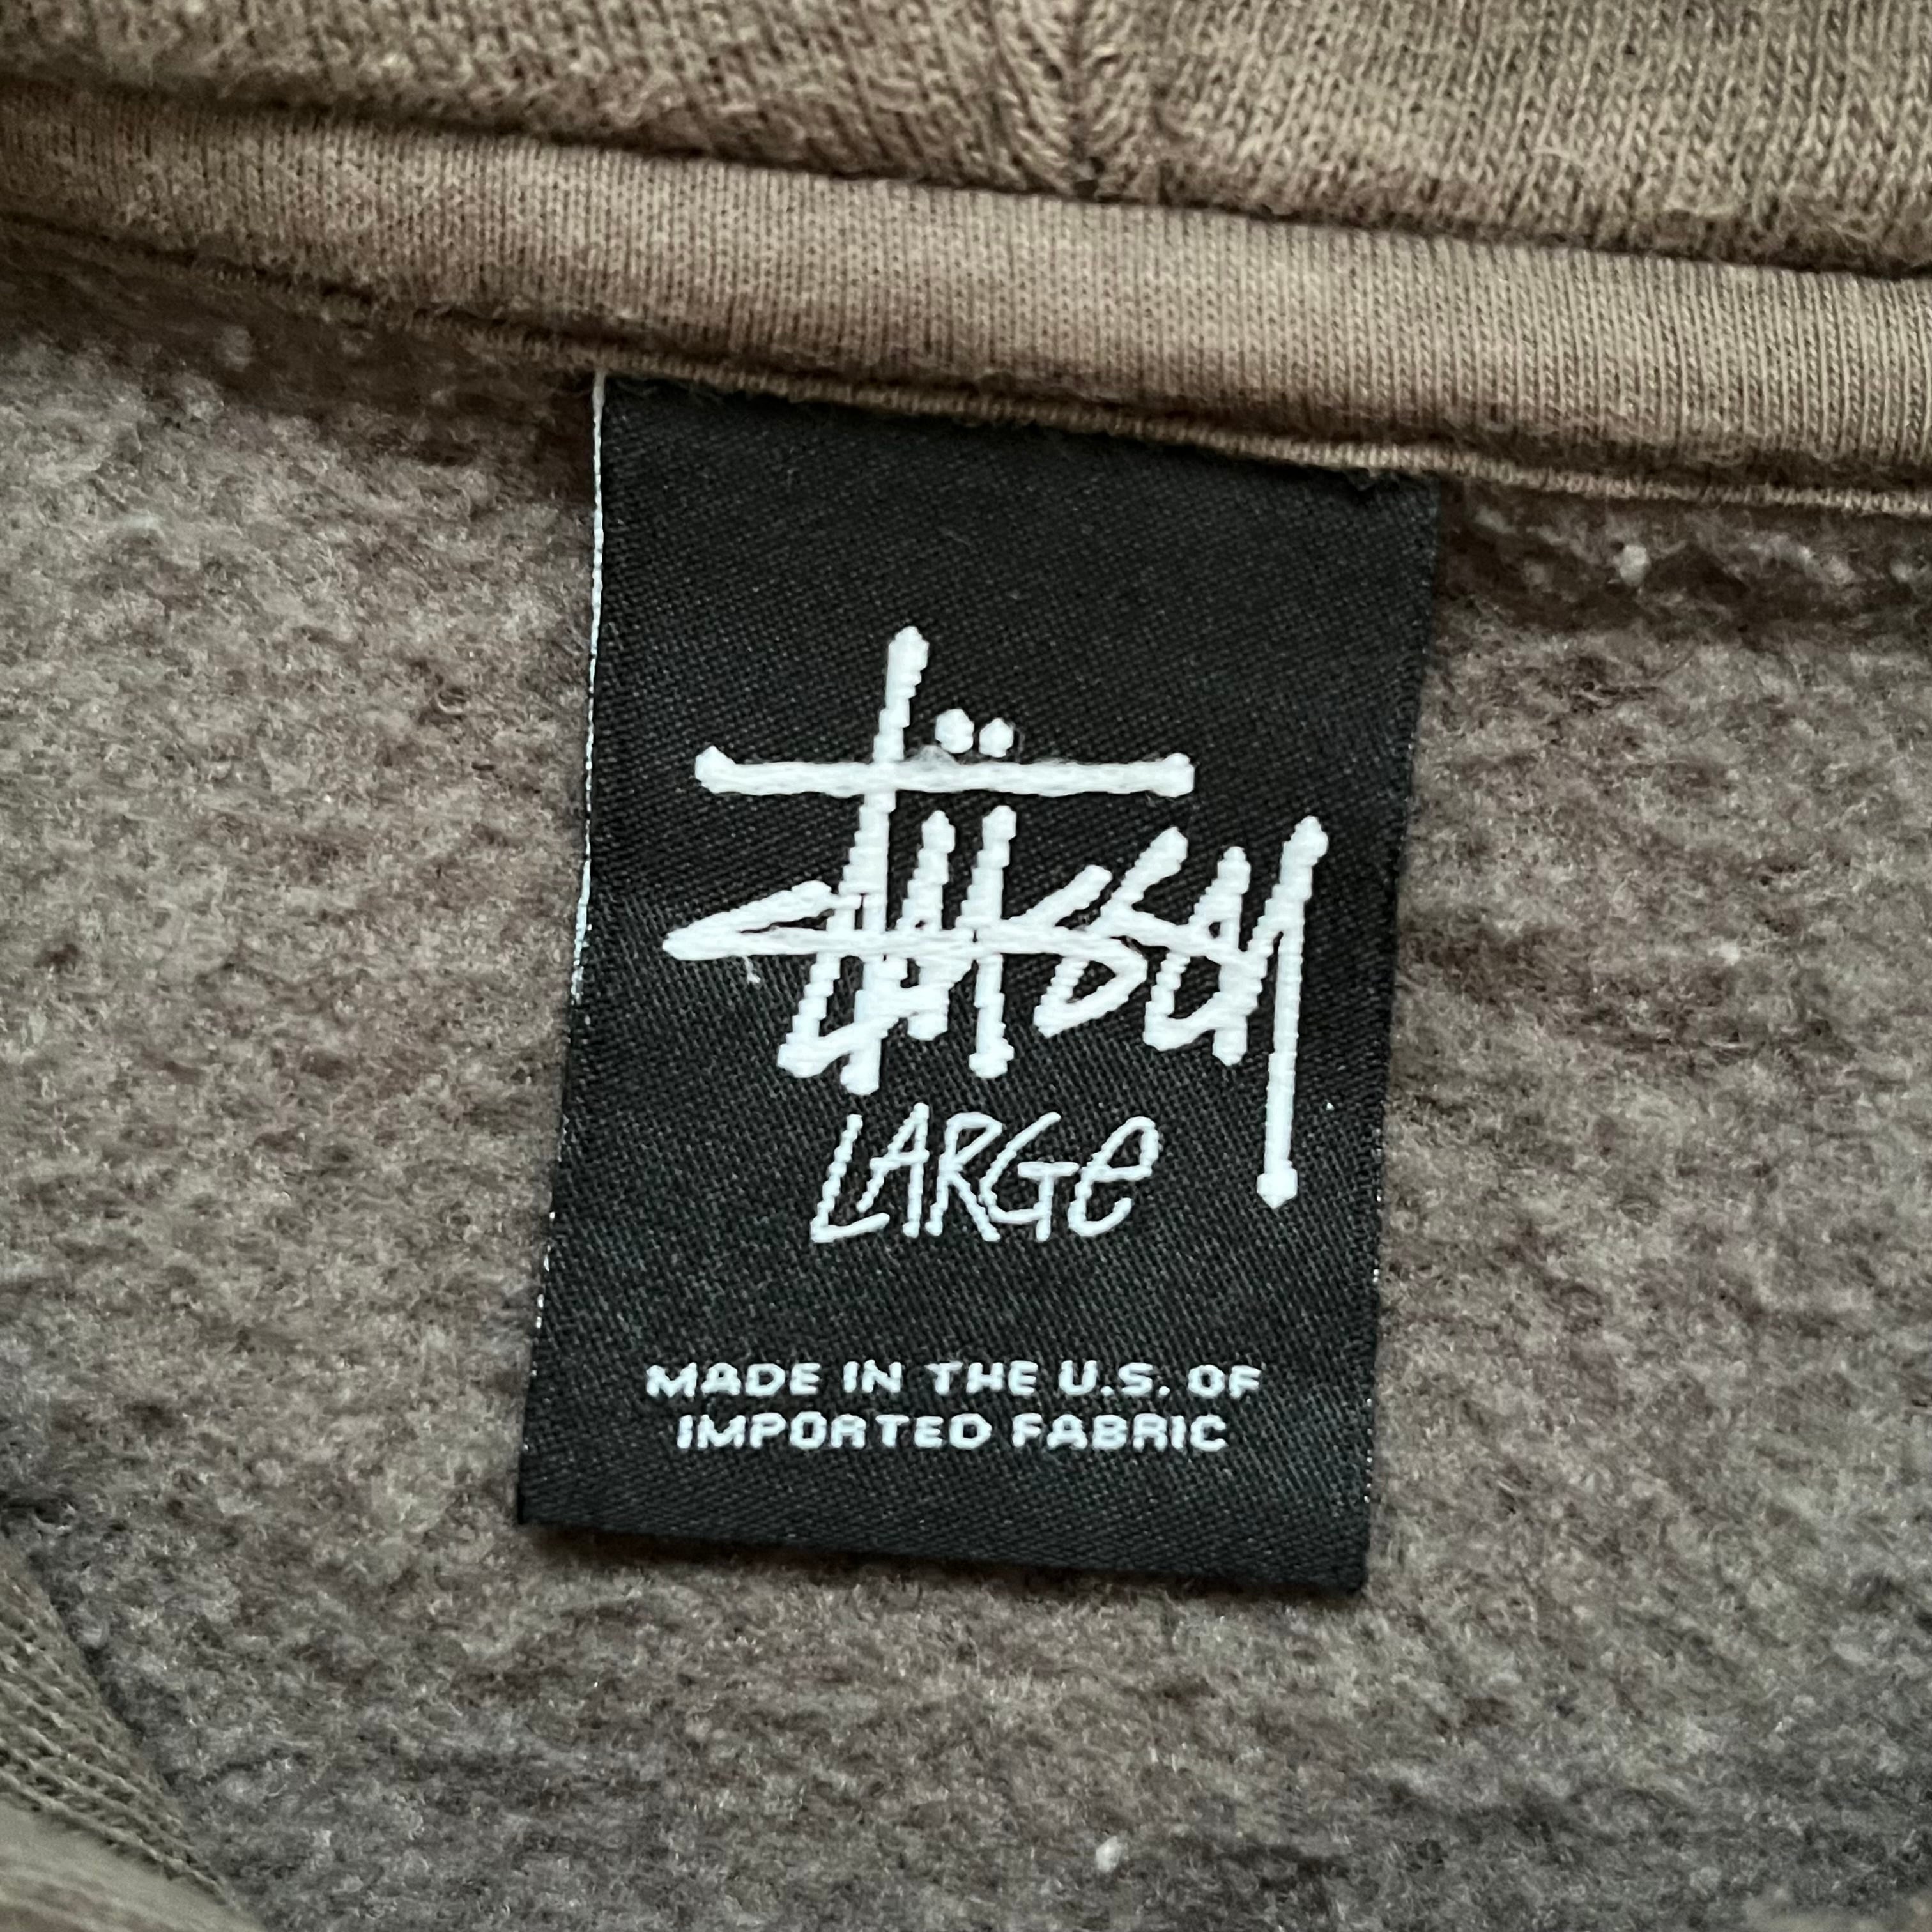 Stüssy
LARGe
MADE IN THE U.S. OF
IMPORTED FABRIC